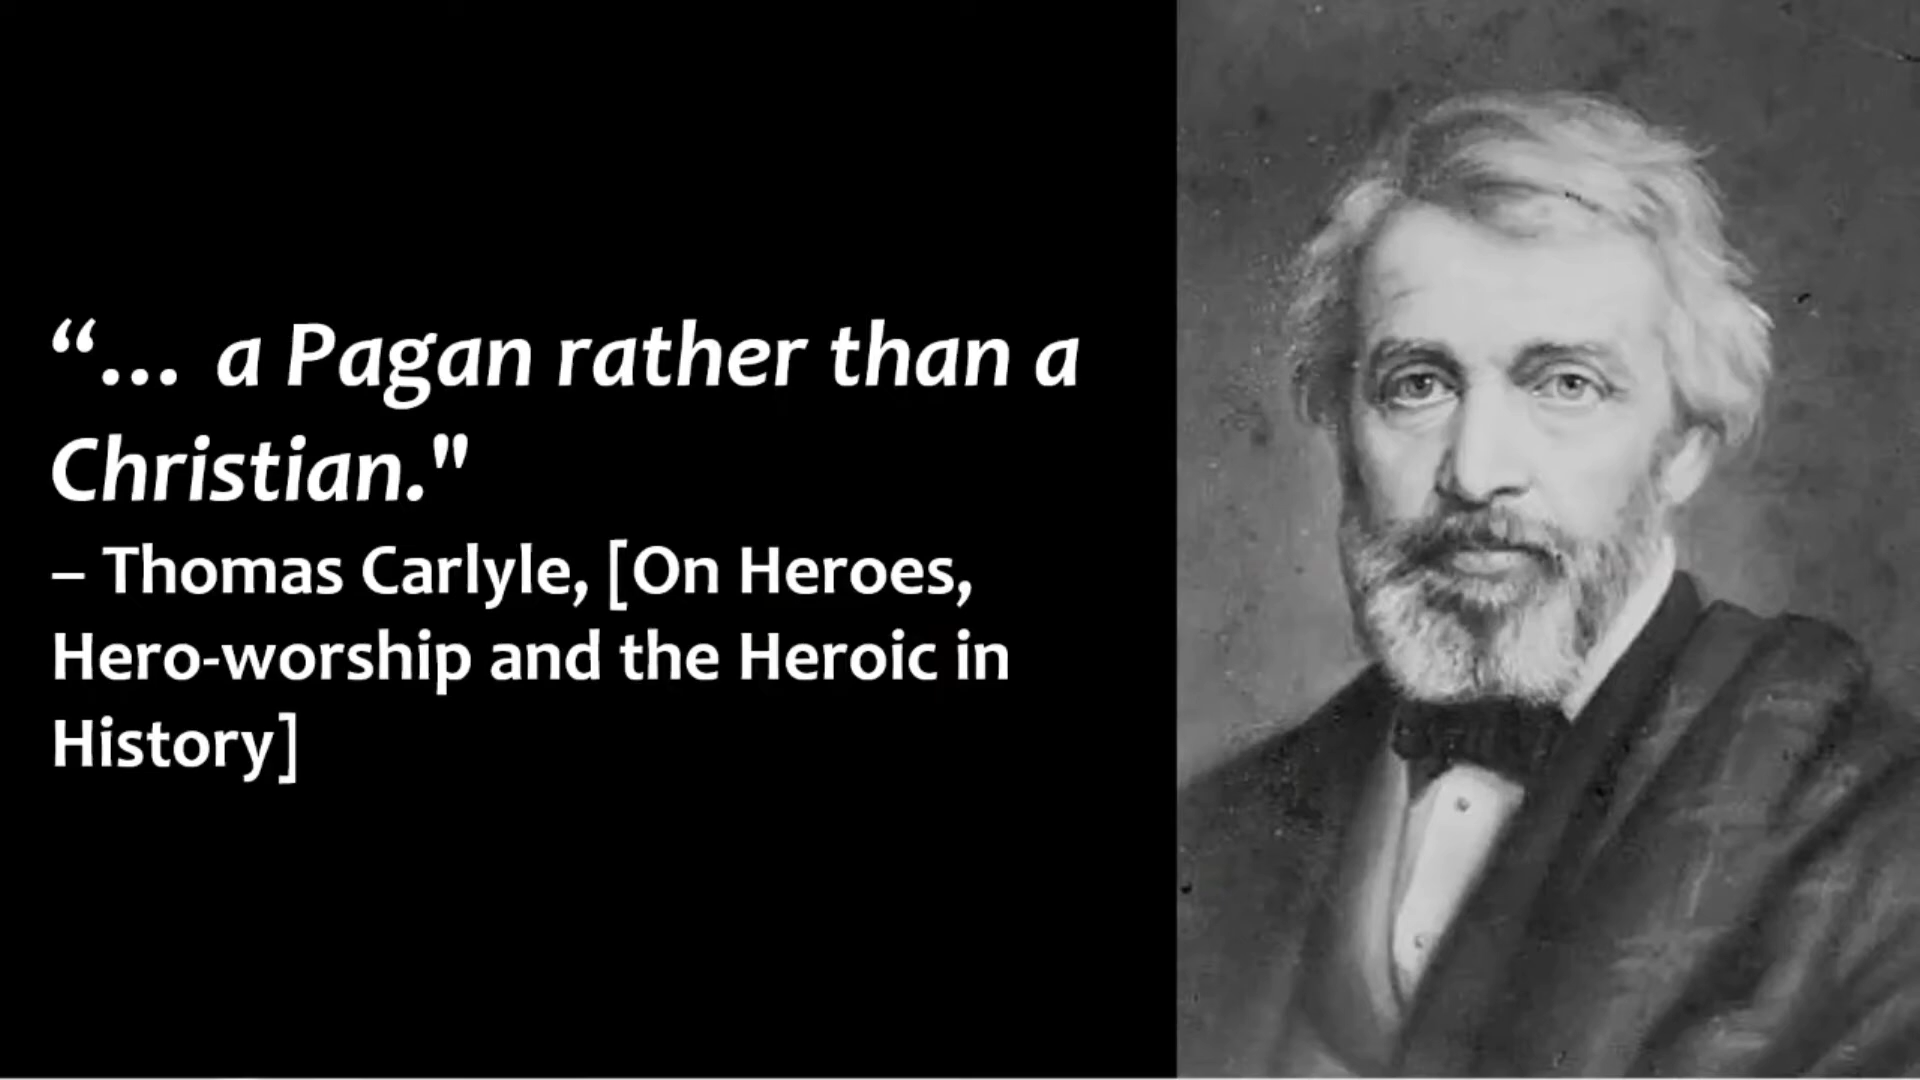 “… a Pagan rather than a
Christian."
– Thomas Carlyle, [On Heroes,
Hero-worship and the Heroic in
History]